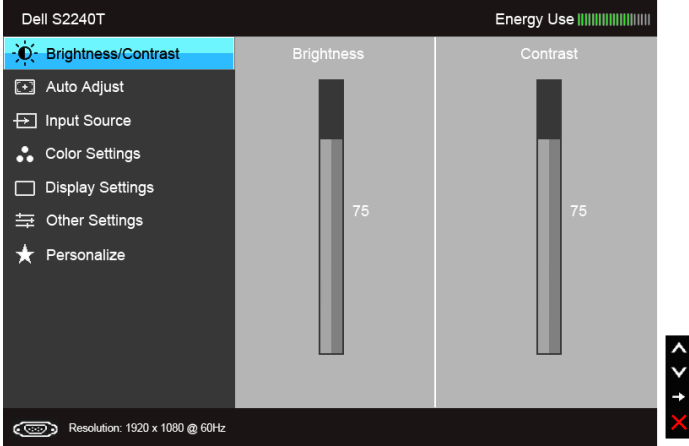 Dell S2240T
Energy Use
Brightness/Contrast
Auto Adjust
Input Source
Color Settings
Display Settings
Other Settings
Personalize
Brightness
Contrast
75
75
Resolution: 1920 x 1080 @ 60Hz